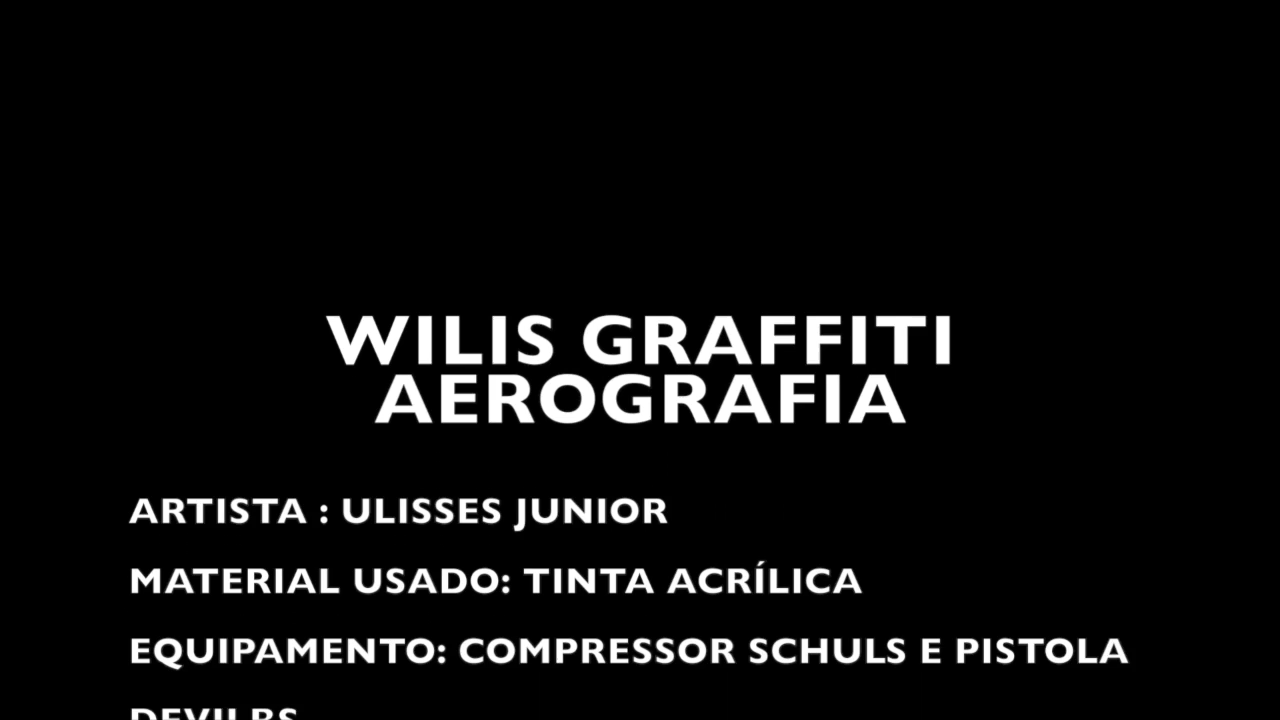 WILIS GRAFFITI
AEROGRAFIA
ARTISTA : ULISSES JUNIOR
MATERIAL USADO: TINTA ACRÍLICA
EQUIPAMENTO: COMPRESSOR SCHULS E PISTOLA